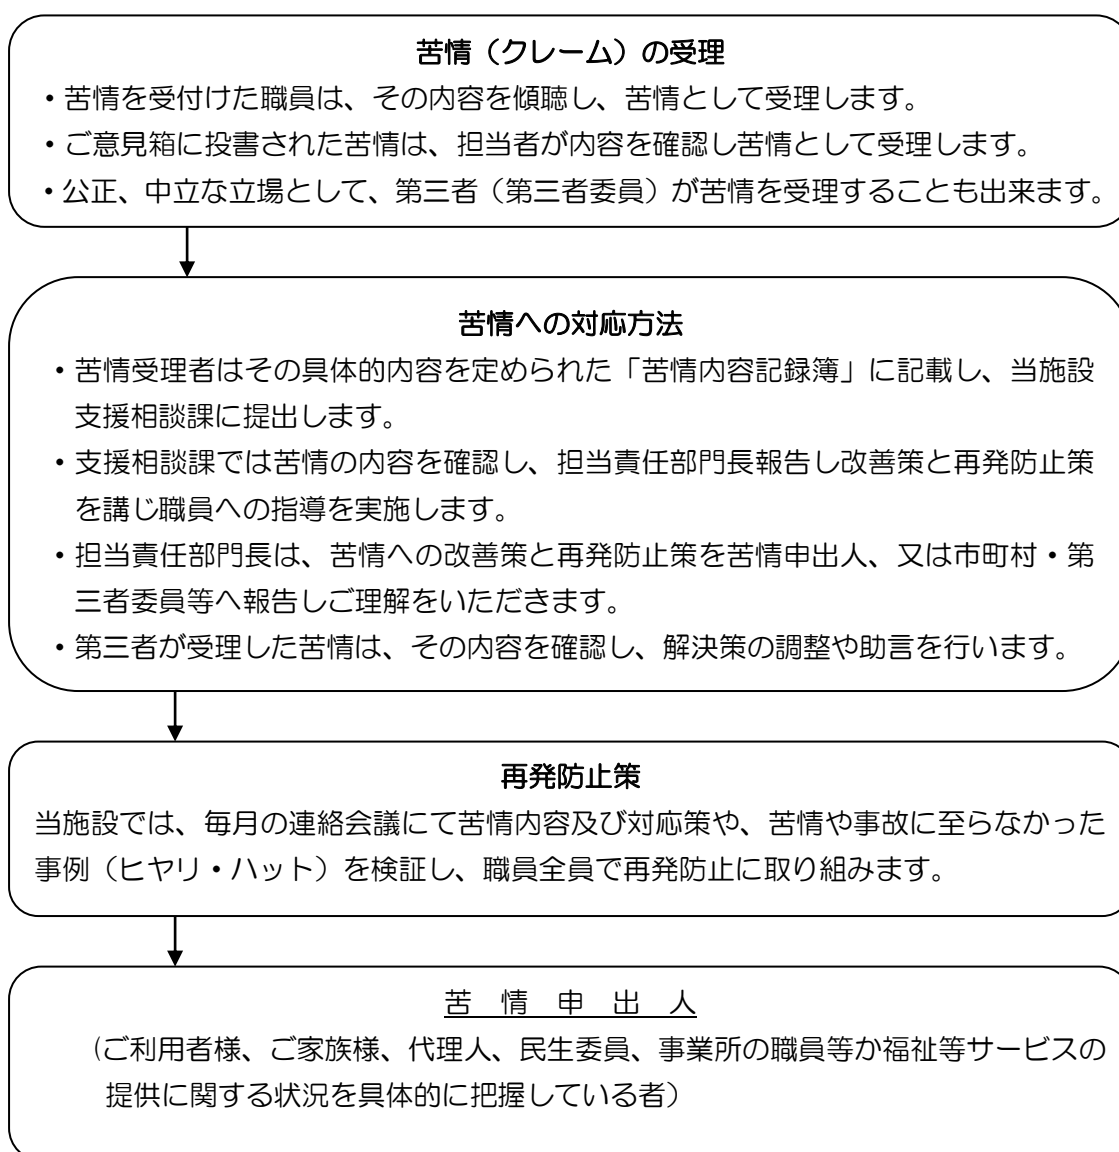 苦情（クレーム）の受理
・苦情を受付けた職員は、その内容を傾聴し、苦情として受理します。
・ご意見箱に投書された苦情は、担当者が内容を確認し苦情として受理します。
・公正、中立な立場として、第三者（第三者委員）が苦情を受理することも出来ます。
苦情への対応方法
・苦情受理者はその具体的内容を定められた「苦情内容記録簿」に記載し、当施設
支援相談課に提出します。
・支援相談課では苦情の内容を確認し、担当責任部門長報告し改善策と再発防止策
を講じ職員への指導を実施します。
・担当責任部門長は、苦情への改善策と再発防止策を苦情申出人、又は市町村・第
三者委員等へ報告しご理解をいただきます。
・第三者が受理した苦情は、その内容を確認し、解決策の調整や助言を行います。
再発防止策
当施設では、毎月の連絡会議にて苦情内容及び対応策や、苦情や事故に至らなかった
事例（ヒヤリ・ハット）を検証し、職員全員で再発防止に取り組みます。
苦　情　申　出　人
（ご利用者様、ご家族様、代理人、民生委員、事業所の職員等か福祉等サービスの
提供に関する状況を具体的に把握している者）